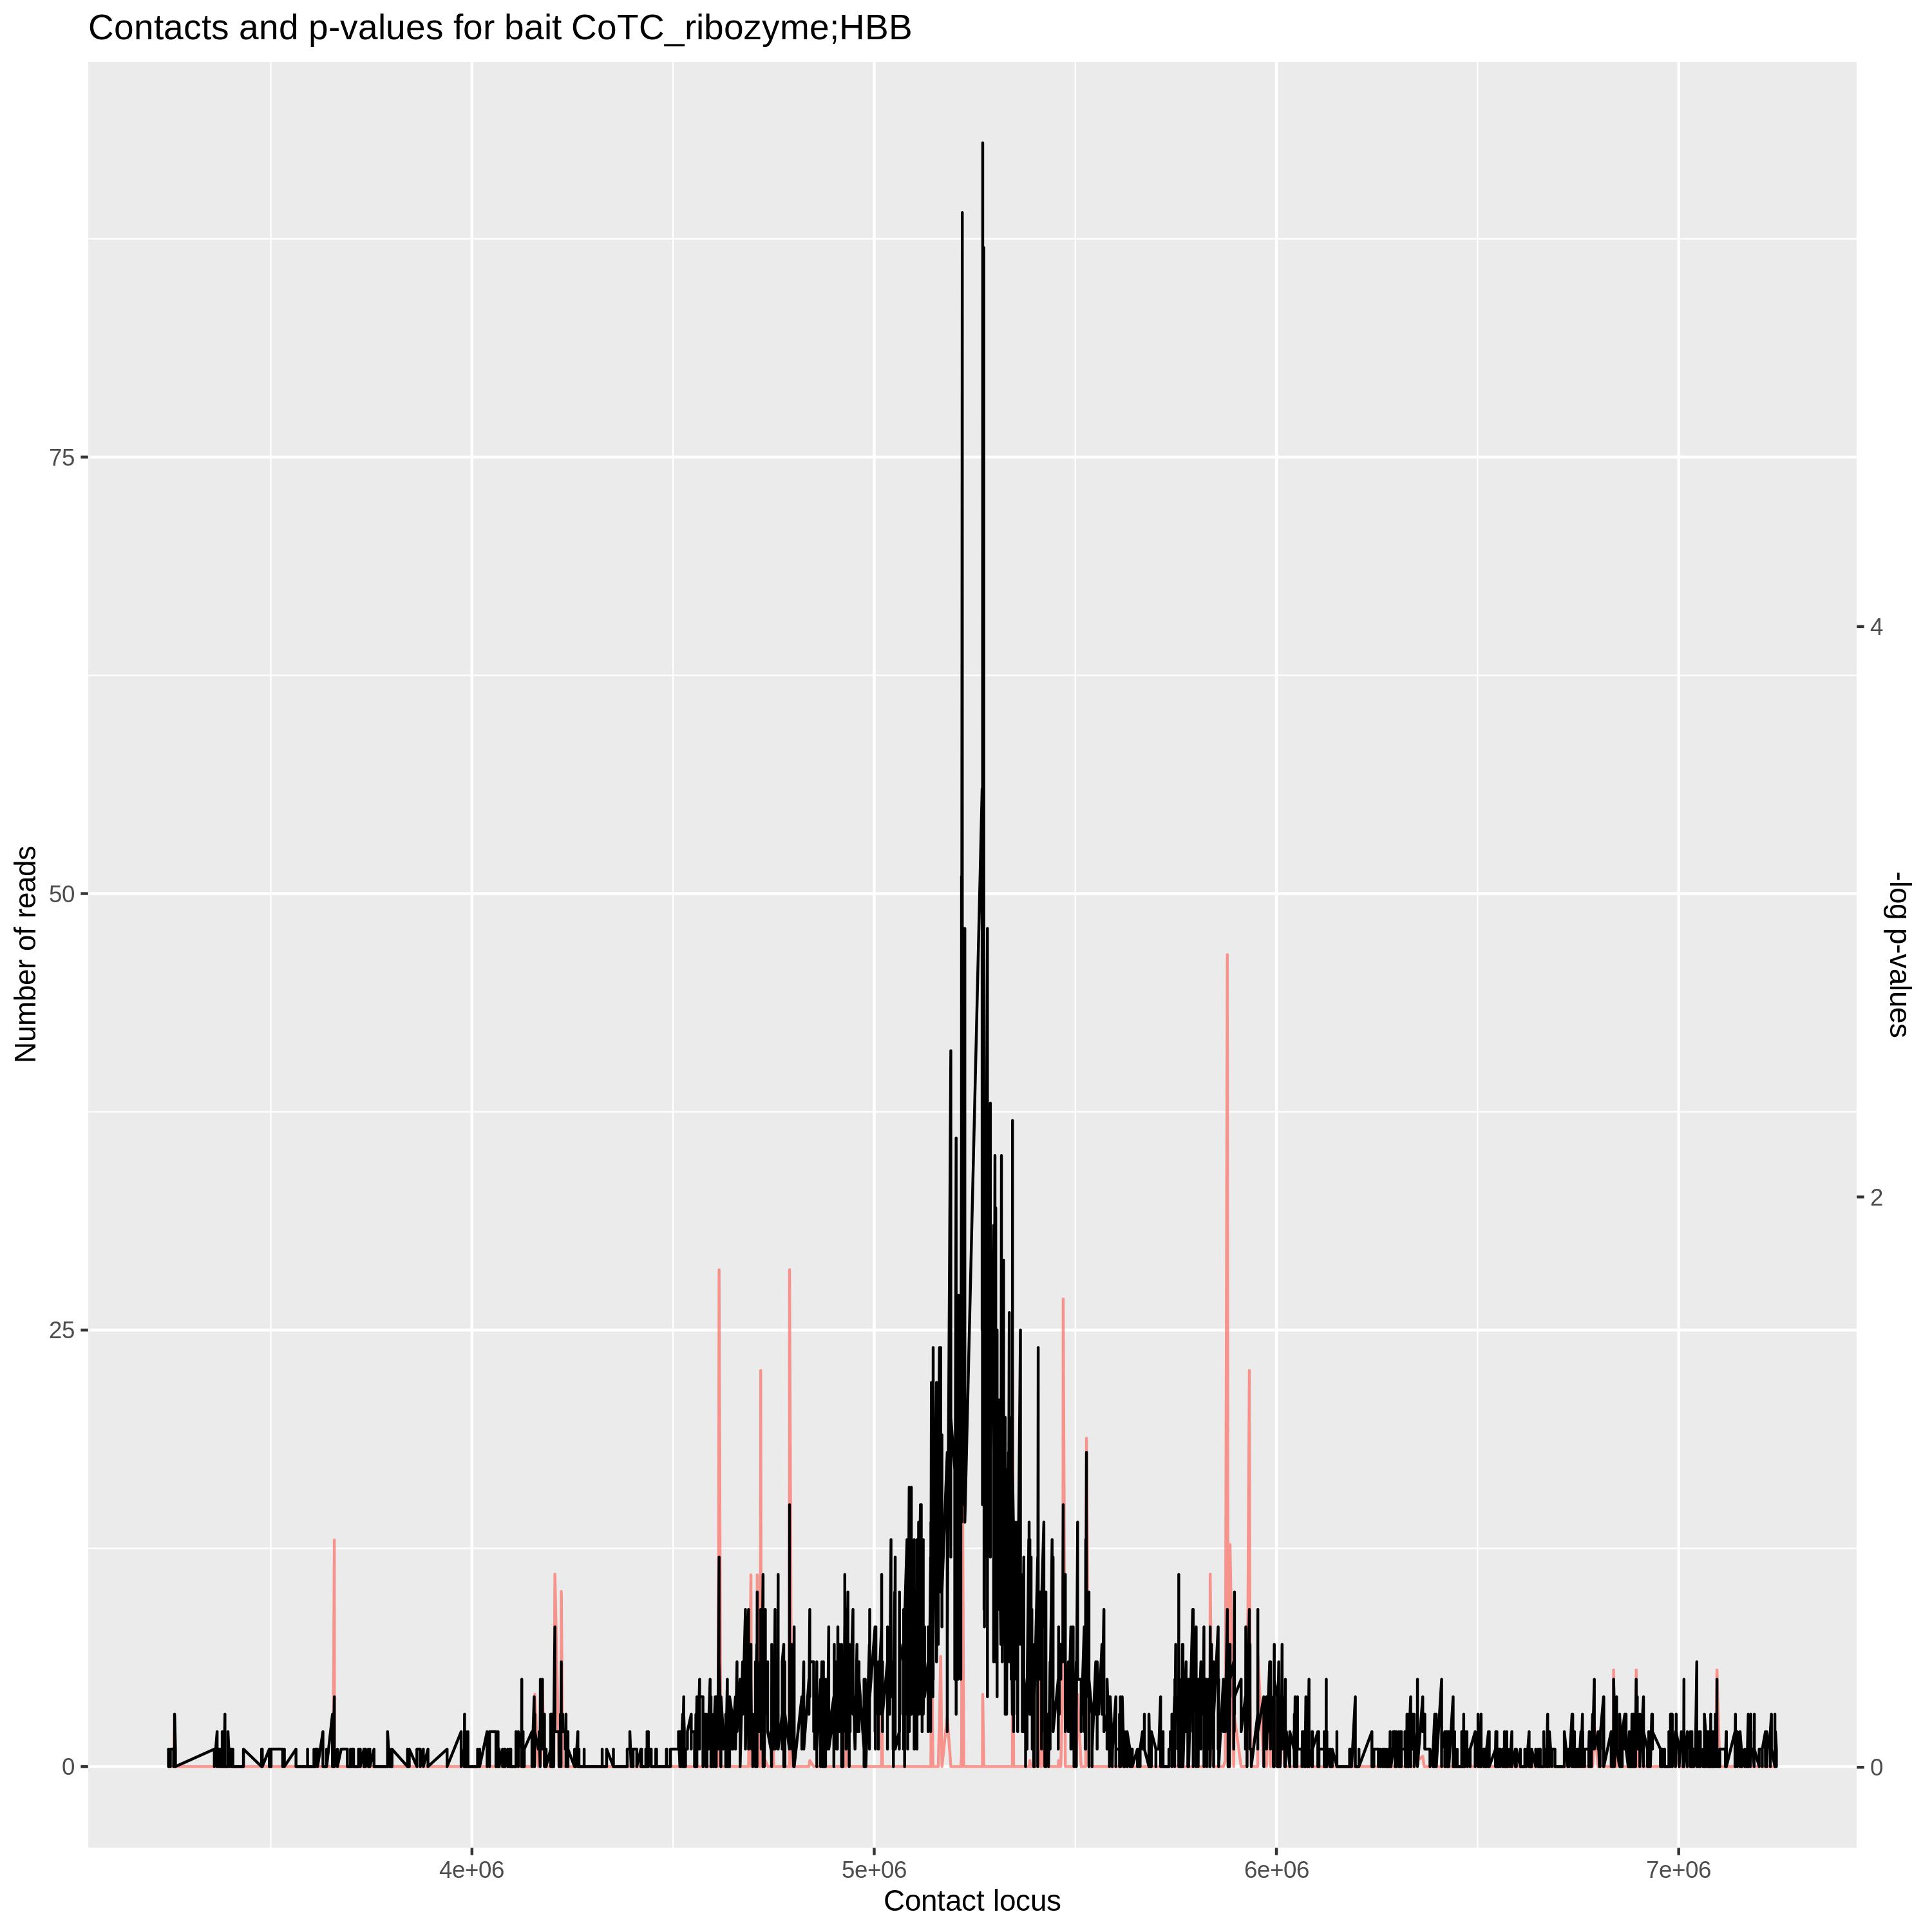 Contacts and p-values for bait CoTC_ribozyme;HBB
75
50
25
0
Number of reads
4
2
0
-log p-values
4e+06 5e+06 6e+06 7e+06
Contact locus